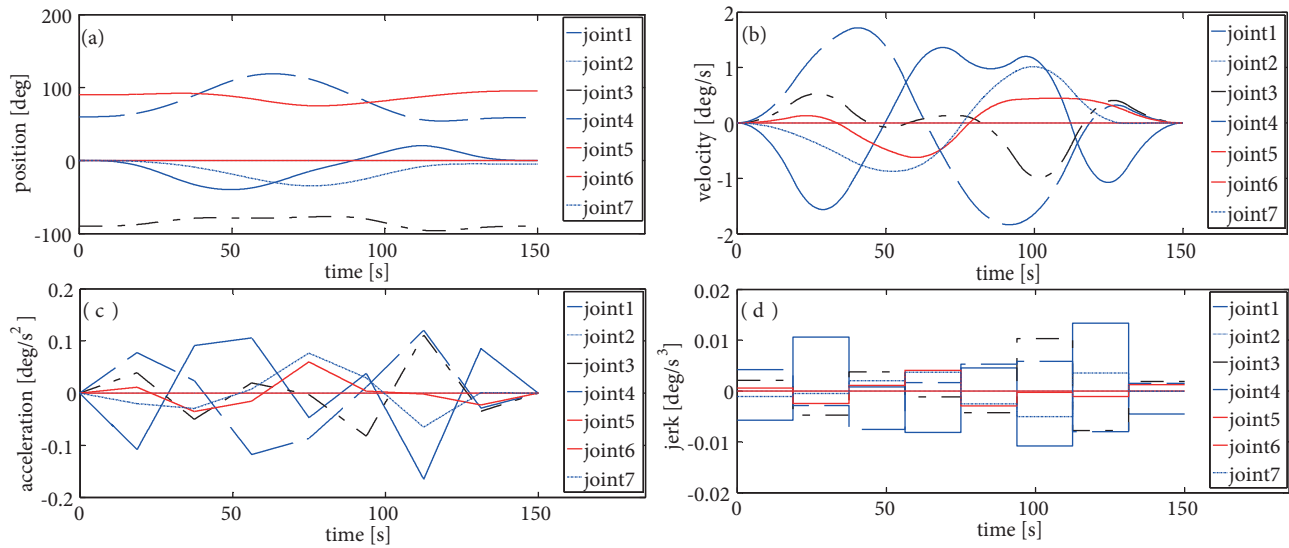 (a)
200
100
0
-100
position [deg]
0 50 100 150
time [s]
joint1
joint2
joint3
joint4
joint5
joint6
joint7
(b)
2
1
0
-1
-2
velocity [deg/s]
0 50 100 150
time [s]
joint1
joint2
joint3
joint4
joint5
joint6
joint7
( c )
0.2
0.1
0
-0.1
-0.2
acceleration [deg/s²]
0 50 100 150
time [s]
joint1
joint2
joint3
joint4
joint5
joint6
joint7
( d )
0.02
0.01
0
-0.01
-0.02
jerk [deg/s³]
0 50 100 150
time [s]
joint1
joint2
joint3
joint4
joint5
joint6
joint7